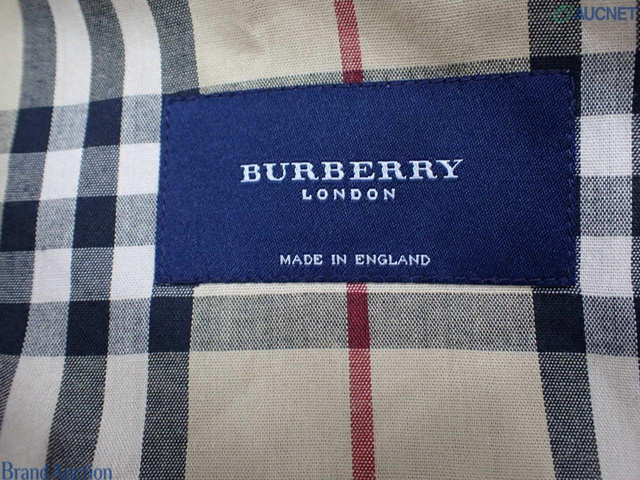 AUCNET
BURBERRY
LONDON
MADE IN ENGLAND
Brand Auction